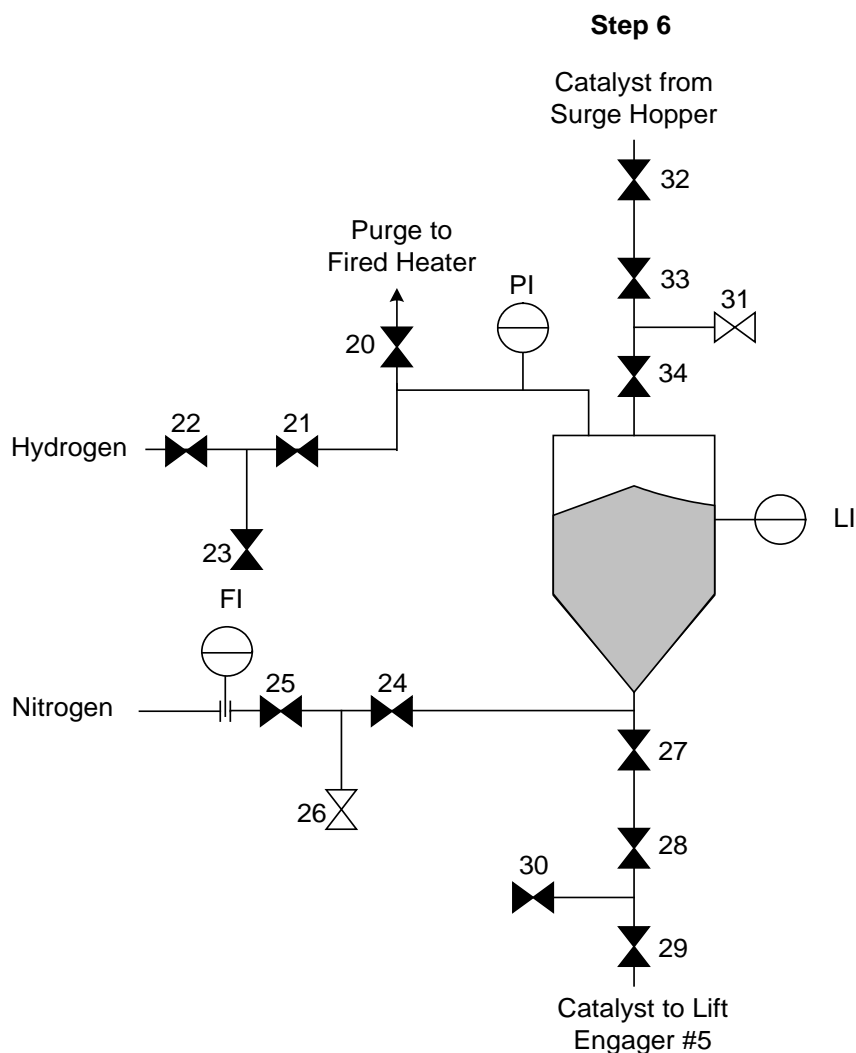 Step 6
Catalyst from
Surge Hopper
32
Purge to
Fired Heater
PI
33
31
20
34
22
21
Hydrogen
LI
23
FI
25
24
Nitrogen
27
26
28
30
29
Catalyst to Lift
Engager #5